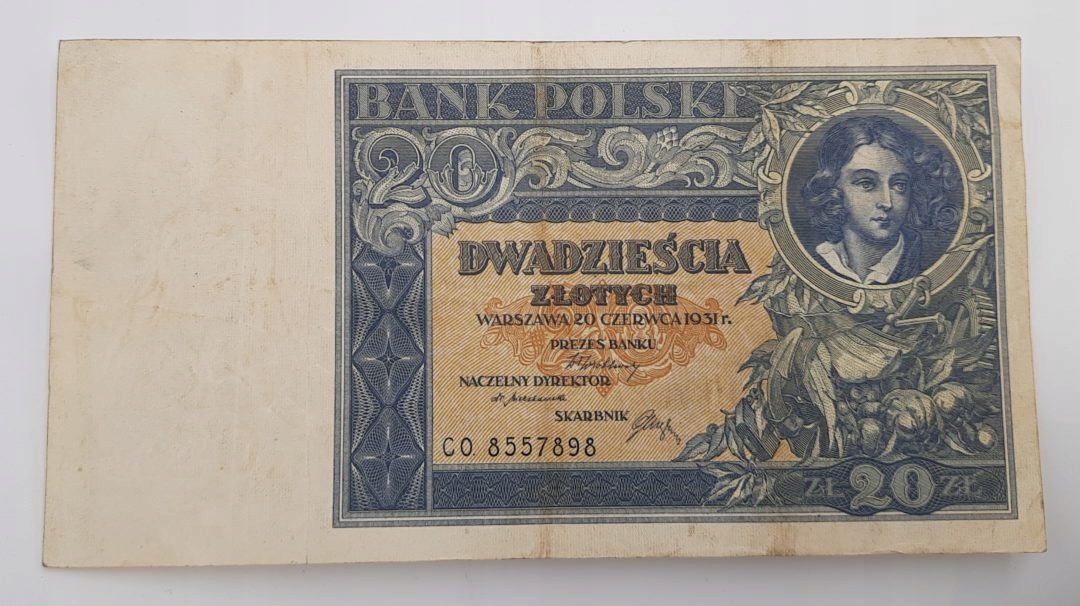 BANK POLSKI
20
DWADZIEŚCIA
ZŁOTYCH
WARSZAWA 20 CZERWCA 1931 r.
PREZES BANKU
NACZELNY DYREKTOR
SKARBNIK
CO. 8557898
ZŁ 20 ZŁ